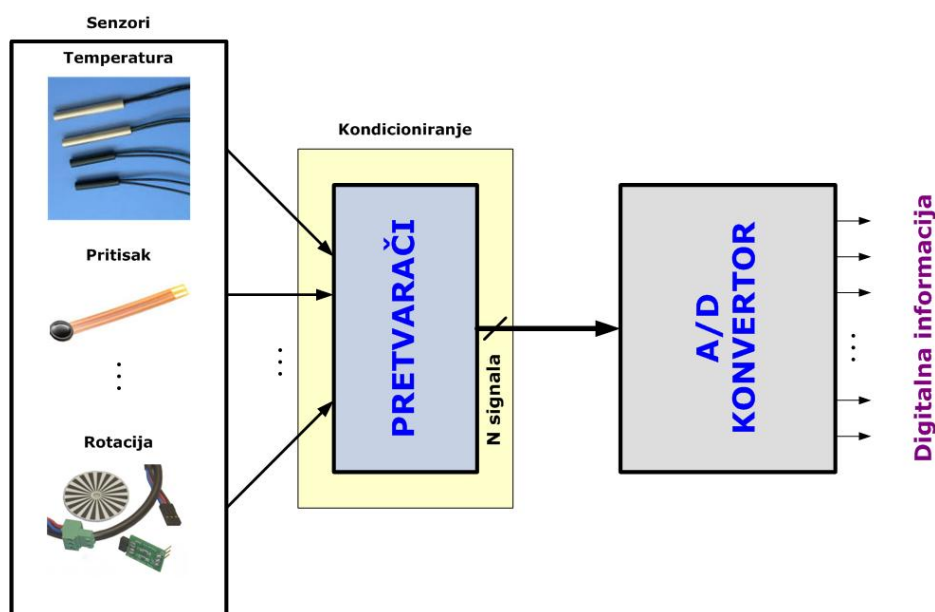 Senzori
Temperatura
Pritisak
Rotacija
Kondicioniranje
PRETVARAČI
N signala
A/D
KONVERTOR
Digitalna informacija